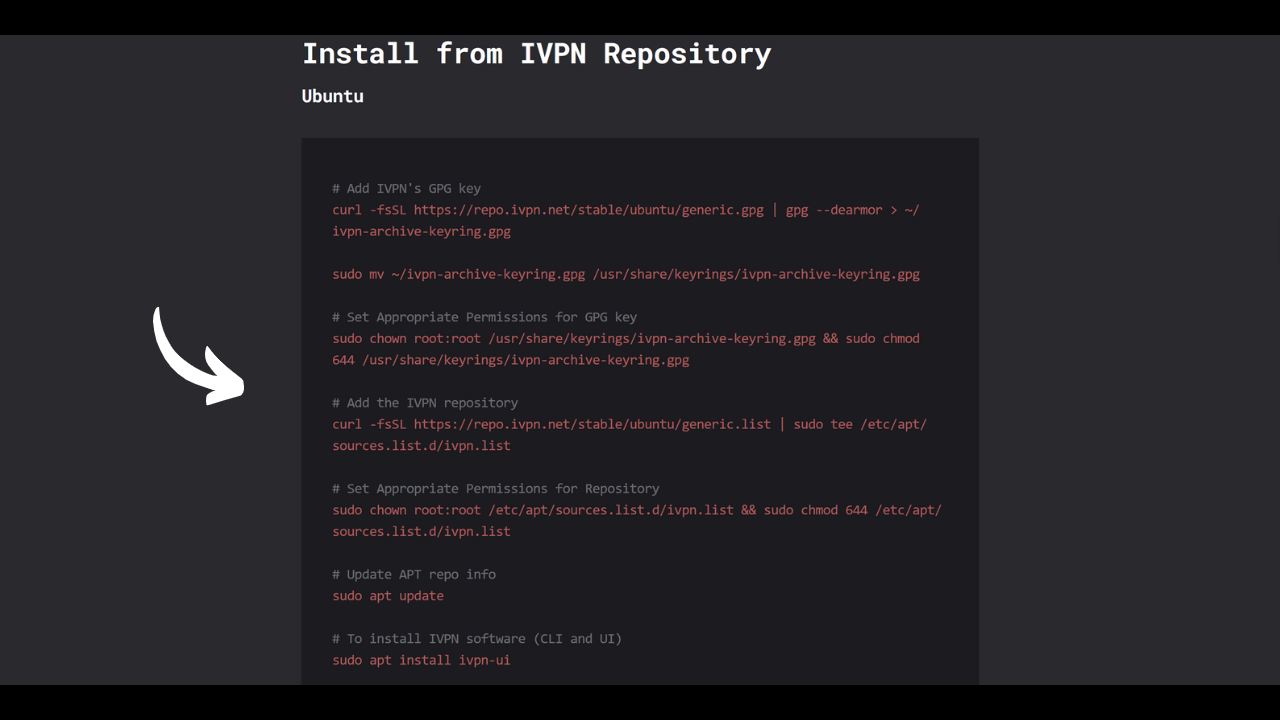 Install from IVPN Repository
Ubuntu
# Add IVPN's GPG key
curl -fsSL https://repo.ivpn.net/stable/ubuntu/generic.gpg | gpg --dearmor > ~/
ivpn-archive-keyring.gpg
sudo mv ~/ivpn-archive-keyring.gpg /usr/share/keyrings/ivpn-archive-keyring.gpg
# Set Appropriate Permissions for GPG key
sudo chown root:root /usr/share/keyrings/ivpn-archive-keyring.gpg && sudo chmod
644 /usr/share/keyrings/ivpn-archive-keyring.gpg
# Add the IVPN repository
curl -fsSL https://repo.ivpn.net/stable/ubuntu/generic.list | sudo tee /etc/apt/
sources.list.d/ivpn.list
# Set Appropriate Permissions for Repository
sudo chown root:root /etc/apt/sources.list.d/ivpn.list && sudo chmod 644 /etc/apt/
sources.list.d/ivpn.list
# Update APT repo info
sudo apt update
# To install IVPN software (CLI and UI)
sudo apt install ivpn-ui